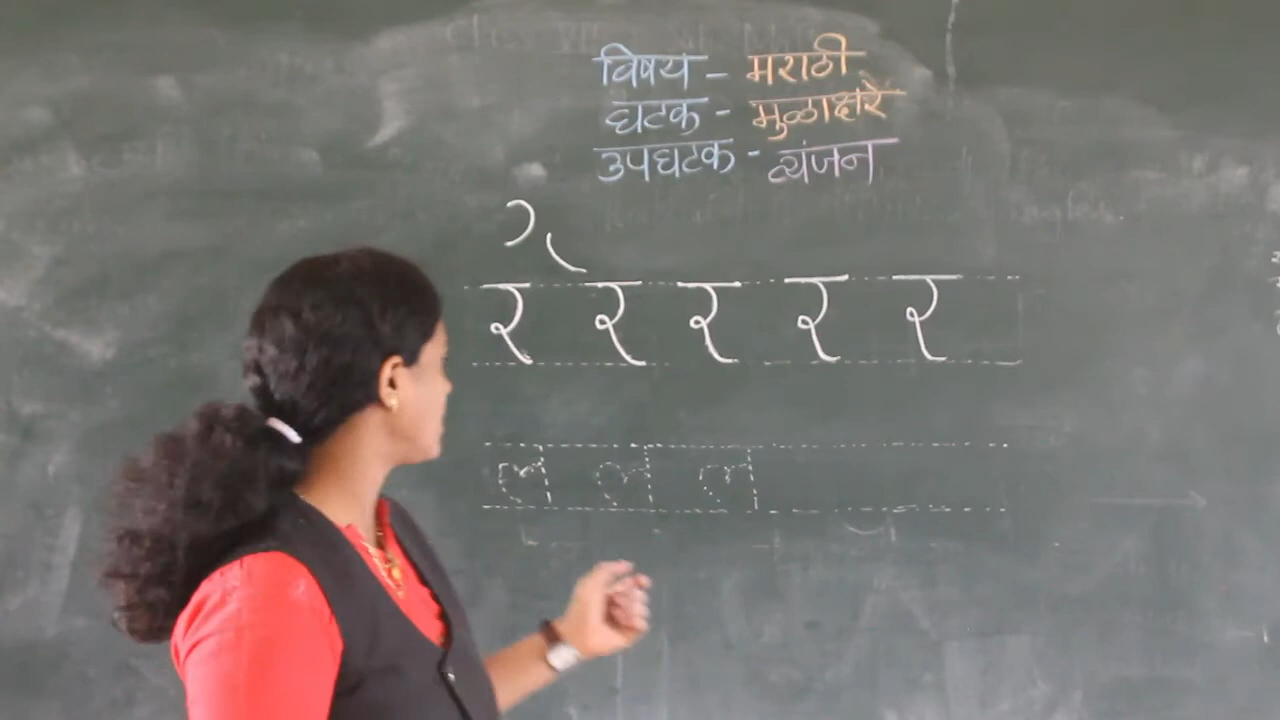 विषय - मराठी
घटक - मुळाक्षरे
उपघटक - व्यंजन
र र र र र
ल ल ल